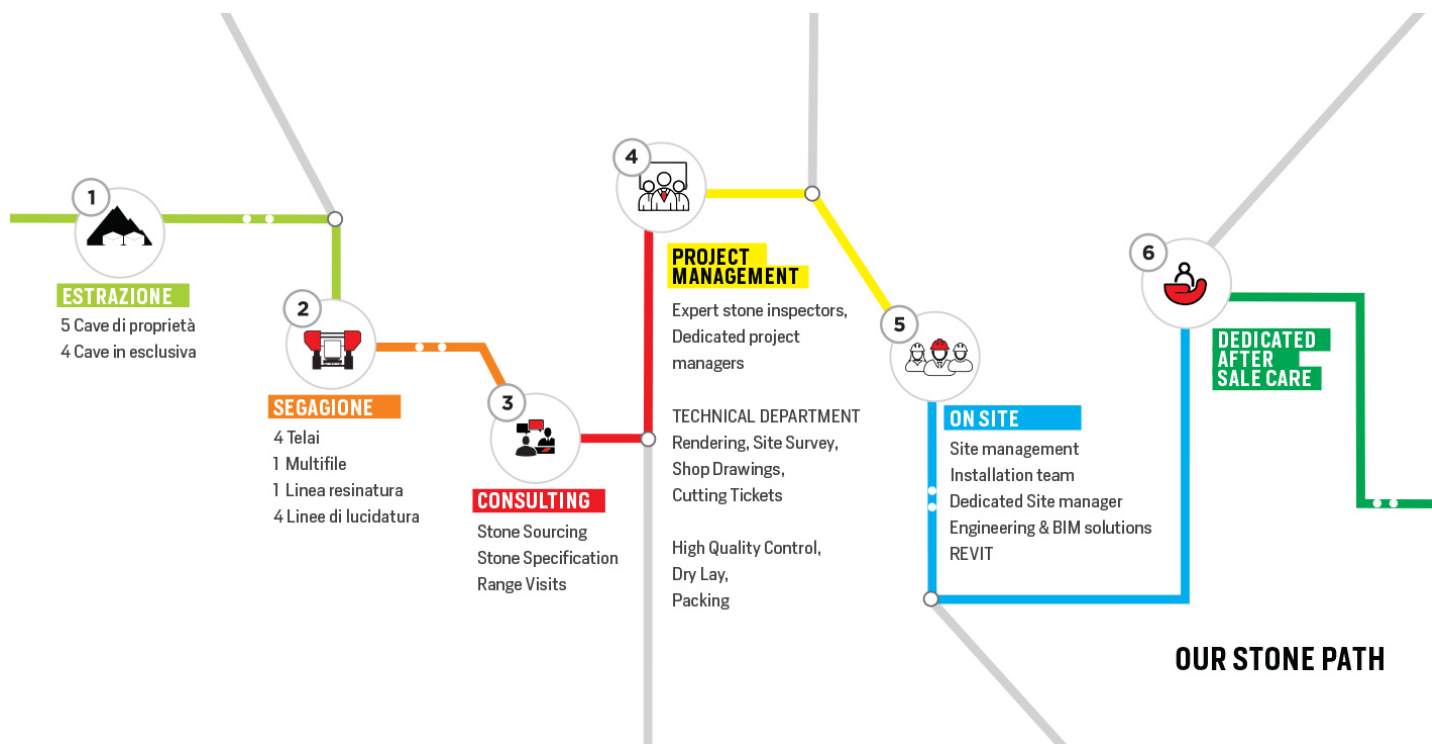 1
ESTRAZIONE
5 Cave di proprietà
4 Cave in esclusiva
2
SEGAGIONE
4 Telai
1 Multifile
1 Linea resinatura
4 Linee di lucidatura
3
CONSULTING
Stone Sourcing
Stone Specification
Range Visits
4
PROJECT
MANAGEMENT
Expert stone inspectors,
Dedicated project
managers
TECHNICAL DEPARTMENT
Rendering, Site Survey,
Shop Drawings,
Cutting Tickets
High Quality Control,
Dry Lay,
Packing
5
ON SITE
Site management
Installation team
Dedicated Site manager
Engineering & BIM solutions
REVIT
6
DEDICATED
AFTER
SALE CARE
OUR STONE PATH